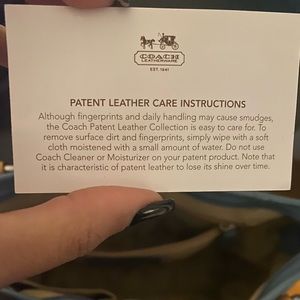 COACH
LEATHERWARE
EST. 1941
PATENT LEATHER CARE INSTRUCTIONS
Although fingerprints and daily handling may cause smudges,
the Coach Patent Leather Collection is easy to care for. To
remove surface dirt and fingerprints, simply wipe with a soft
cloth moistened with a small amount of water. Do not use
Coach Cleaner or Moisturizer on your patent product. Note that
it is characteristic of patent leather to lose its shine over time.